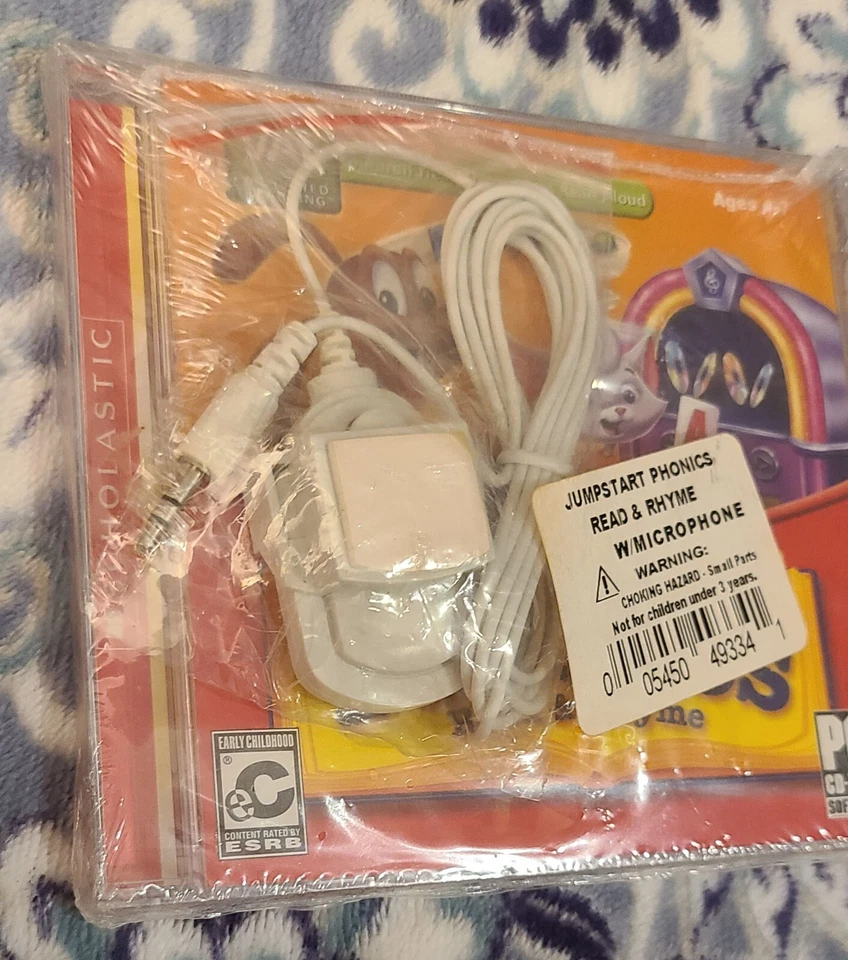 SCHOLASTIC
Aloud
Ages
JUMPSTART PHONICS
READ & RHYME
W/MICROPHONE
WARNING:
CHOKING HAZARD - Small Parts
Not for children under 3 years.
0 05450 49334 1
EARLY CHILDHOOD
®
eC
CONTENT RATED BY
ESRB